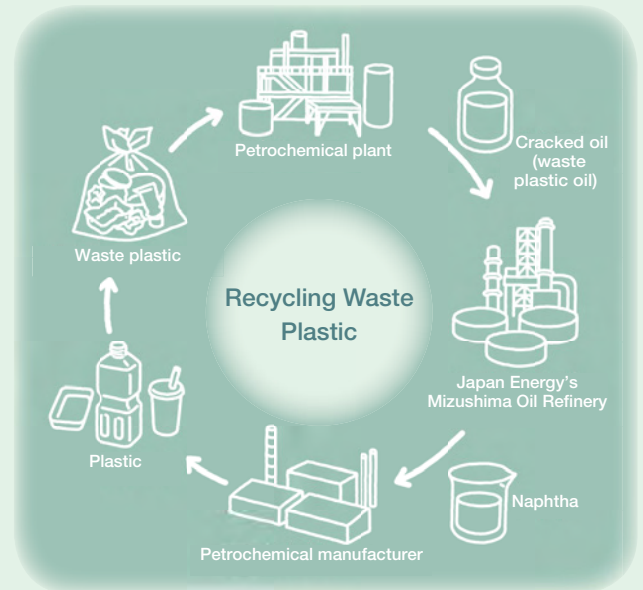 Petrochemical plant
Cracked oil
(waste
plastic oil)
Waste plastic
Recycling Waste
Plastic
Japan Energy’s
Mizushima Oil Refinery
Plastic
Naphtha
Petrochemical manufacturer